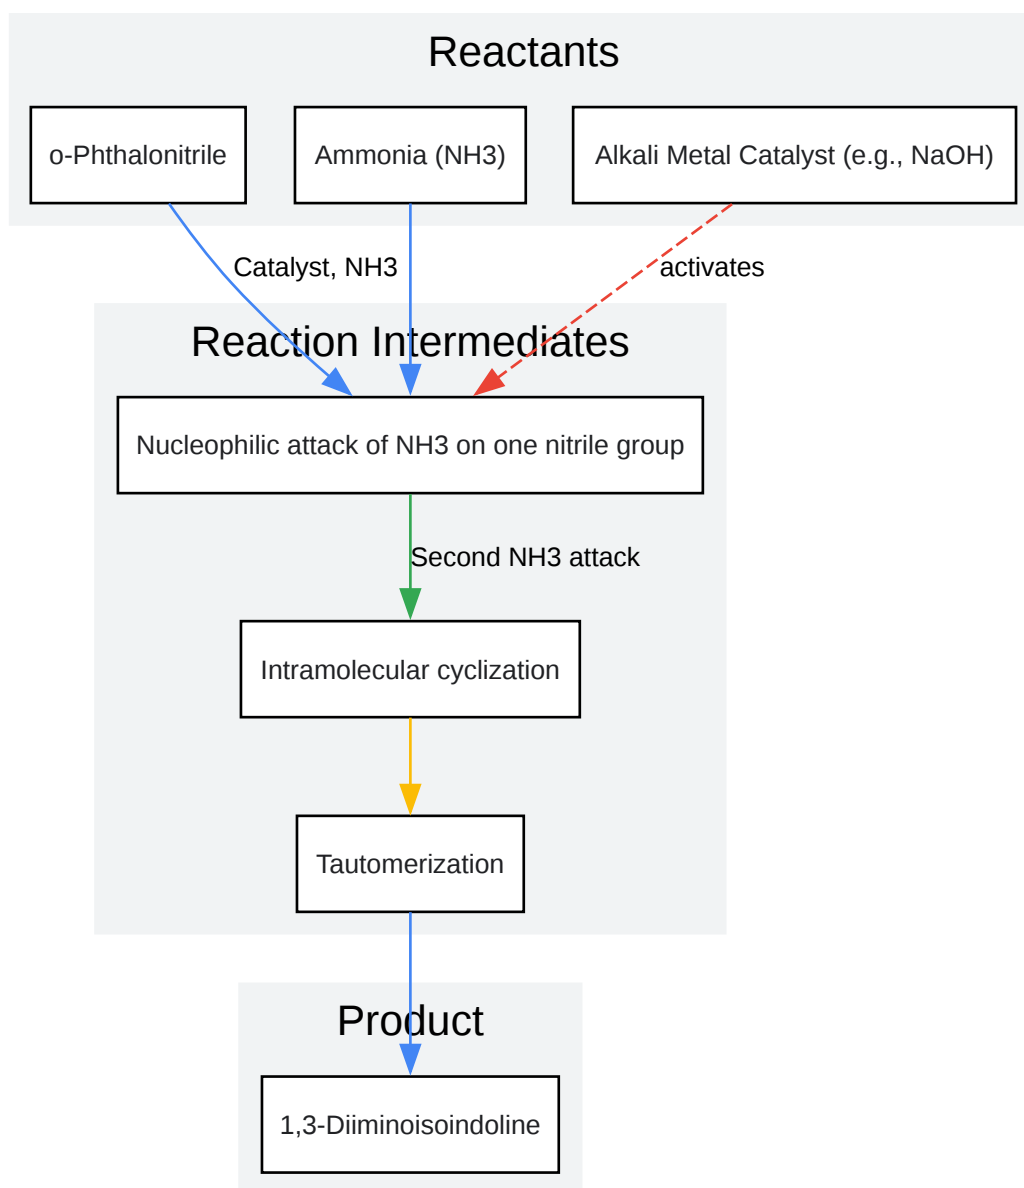 Reactants
o-Phthalonitrile
Ammonia (NH3)
Alkali Metal Catalyst (e.g., NaOH)
Catalyst, NH3
activates
Reaction Intermediates
Nucleophilic attack of NH3 on one nitrile group
Second NH3 attack
Intramolecular cyclization
Tautomerization
Product
1,3-Diiminoisoindoline